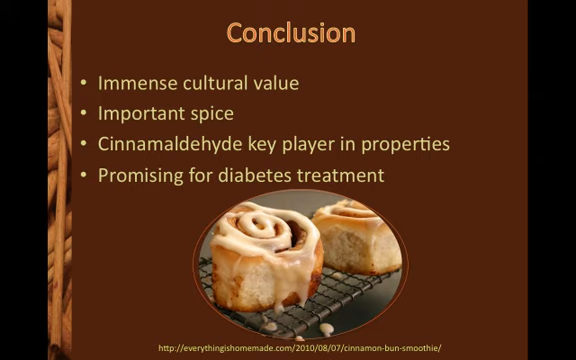 Conclusion
• Immense cultural value
• Important spice
• Cinnamaldehyde key player in properties
• Promising for diabetes treatment
http://everythingishomemade.com/2010/08/07/cinnamon-bun-smoothie/